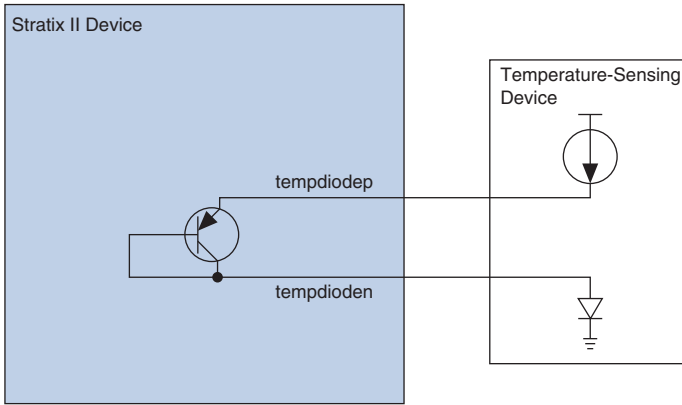 Stratix II Device
Temperature-Sensing
Device
tempdiodep
tempdioden